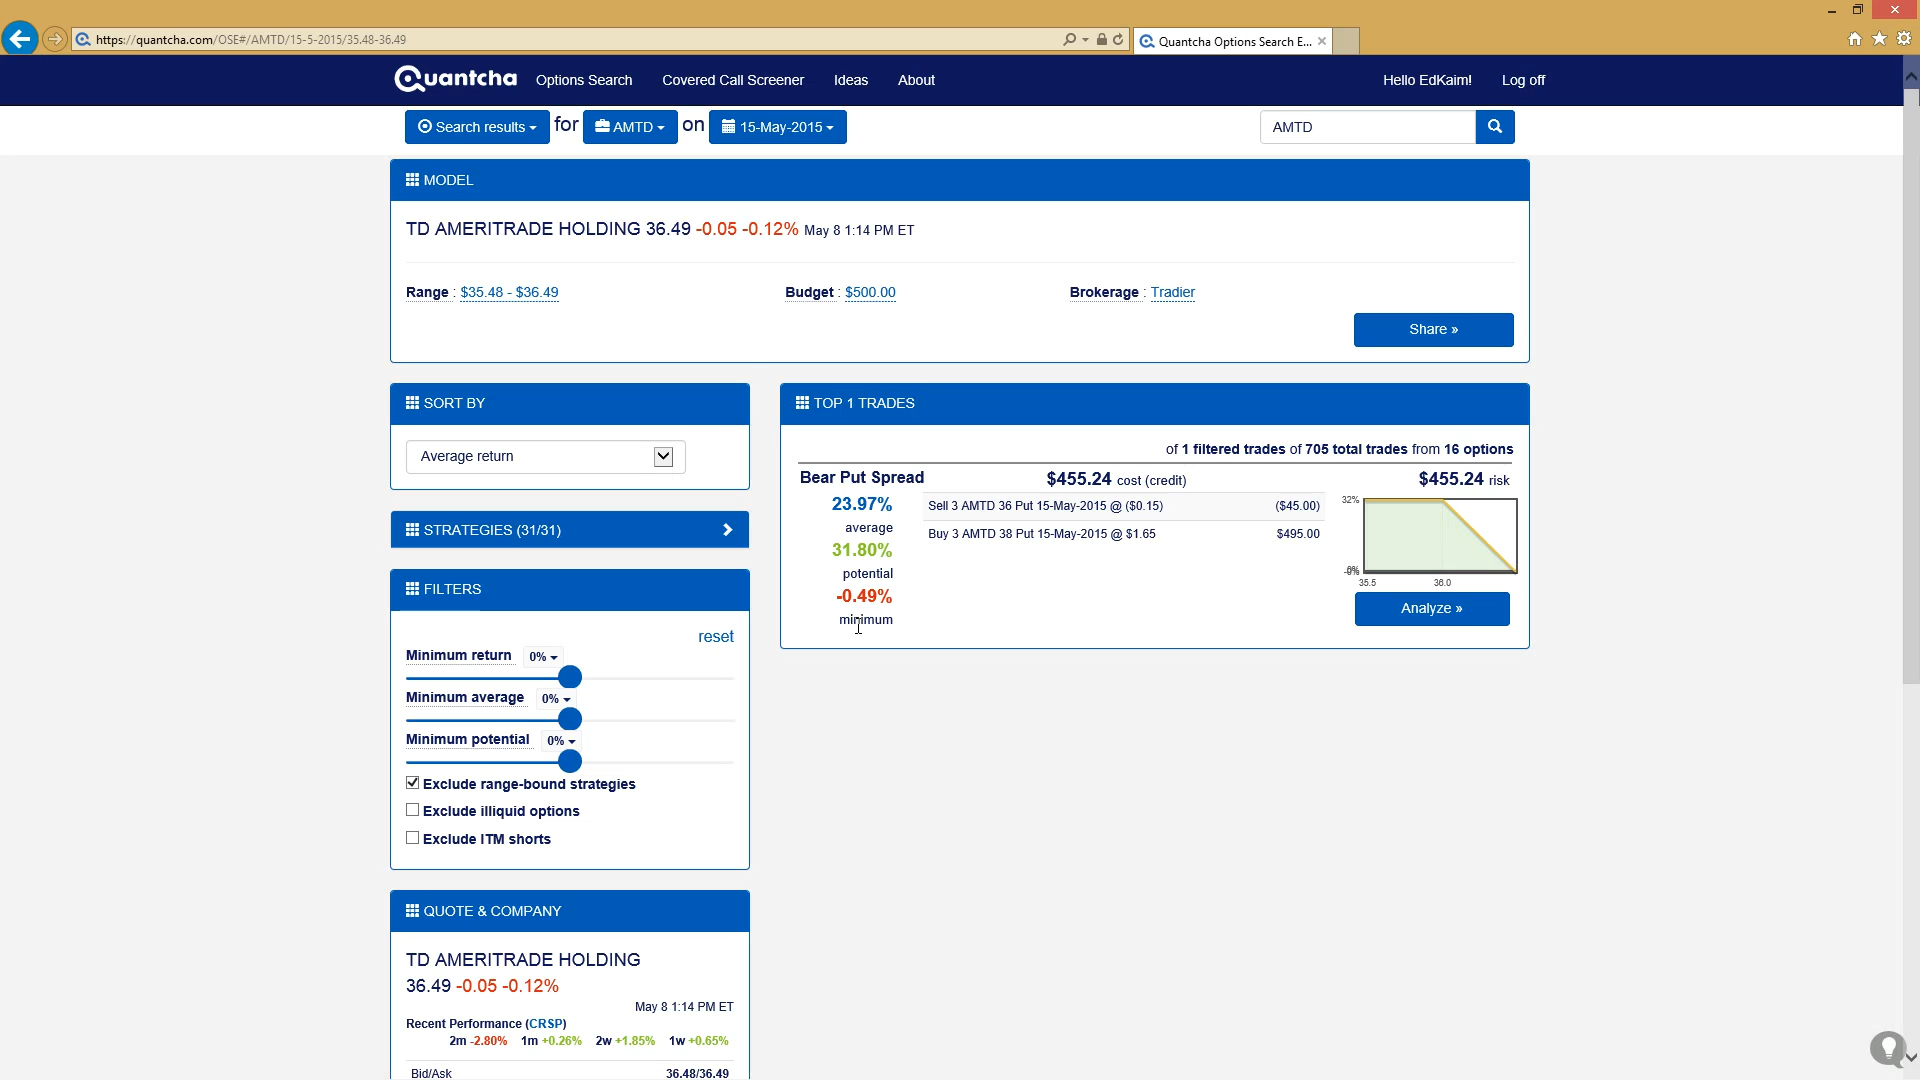 https://quantcha.com/OSE#/AMTD/15-5-2015/35.48-36.49
Quantcha Options Search E...
Quantcha Options Search Covered Call Screener Ideas About Hello EdKaim! Log off
Search results for AMTD on 15-May-2015 AMTD
MODEL
TD AMERITRADE HOLDING 36.49 -0.05 -0.12% May 8 1:14 PM ET
Range : $35.48 - $36.49 Budget : $500.00 Brokerage : Tradier
Share »
SORT BY
Average return
STRATEGIES (31/31)
FILTERS
reset
Minimum return 0%
Minimum average 0%
Minimum potential 0%
Exclude range-bound strategies
Exclude illiquid options
Exclude ITM shorts
QUOTE & COMPANY
TD AMERITRADE HOLDING
36.49 -0.05 -0.12%
May 8 1:14 PM ET
Recent Performance (CRSP)
2m -2.80% 1m +0.26% 2w +1.85% 1w +0.65%
Bid/Ask 36.48/36.49
TOP 1 TRADES
of 1 filtered trades of 705 total trades from 16 options
Bear Put Spread $455.24 cost (credit) $455.24 risk
23.97%
average
31.80%
potential
-0.49%
minimum
Sell 3 AMTD 36 Put 15-May-2015 @ ($0.15) ($45.00)
Buy 3 AMTD 38 Put 15-May-2015 @ $1.65 $495.00
32%
35.5 36.0
Analyze »